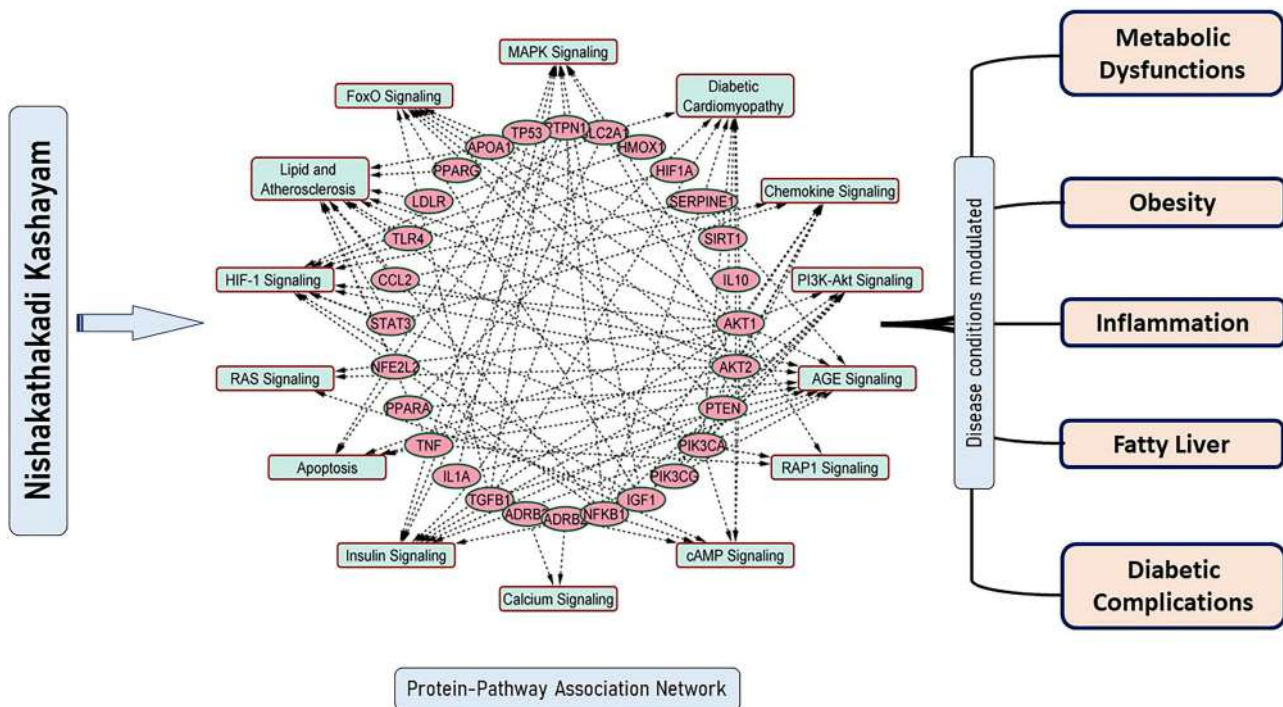 Nishakathakadi Kashayam
MAPK Signaling
FoxO Signaling
Diabetic
Cardiomyopathy
Lipid and
Atherosclerosis
Chemokine Signaling
HIF-1 Signaling
PI3K-Akt Signaling
RAS Signaling
AGE Signaling
Apoptosis
RAP1 Signaling
Insulin Signaling
cAMP Signaling
Calcium Signaling
PTPN1
TP53
APOA1
PPARG
LDLR
TLR4
CCL2
STAT3
NFE2L2
PPARA
TNF
IL1A
TGFB1
NFKB1
IGF1
PIK3CG
PIK3CA
PTEN
AKT2
AKT1
IL10
SIRT1
SERPINE1
HIF1A
HMOX1
Protein-Pathway Association Network
Disease conditions modulated
Metabolic
Dysfunctions
Obesity
Inflammation
Fatty Liver
Diabetic
Complications